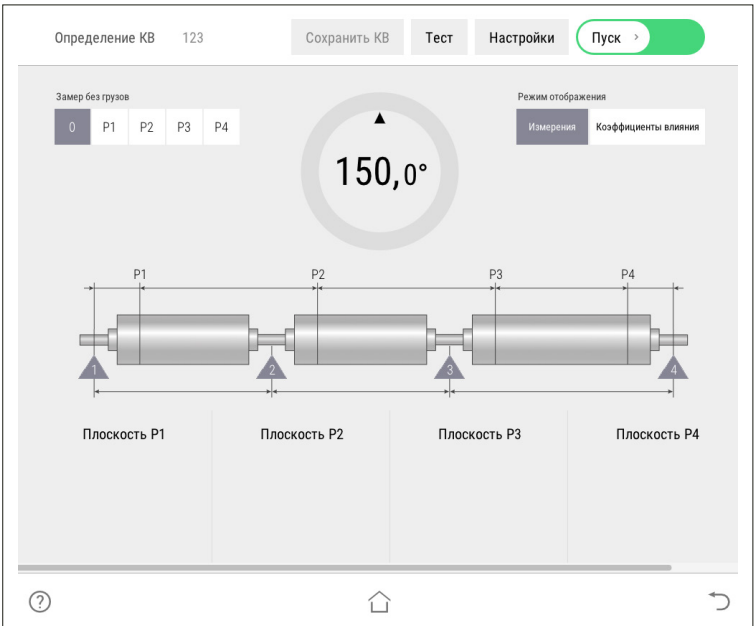 Определение КВ 123 Сохранить КВ Тест Настройки Пуск >
Замер без грузов Режим отображения
0 P1 P2 P3 P4 Измерения Коэффициенты влияния
150,0°
P1 P2 P3 P4
1 2 3 4
Плоскость P1 Плоскость P2 Плоскость P3 Плоскость P4
?